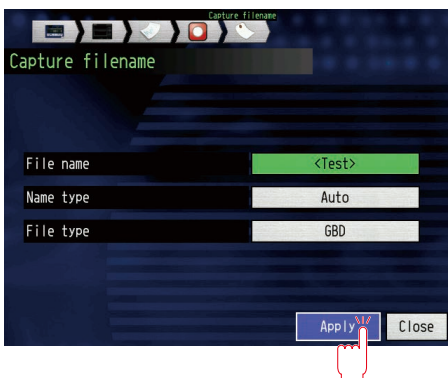 Capture filename
Capture filename
File name <Test>
Name type Auto
File type GBD
Apply Close